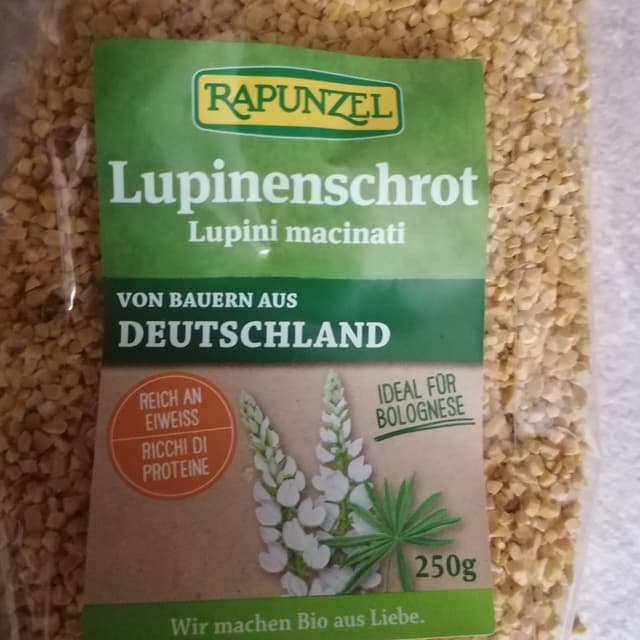 RAPUNZEL
Lupinenschrot
Lupini macinati
VON BAUERN AUS
DEUTSCHLAND
REICH AN
EIWEISS
RICCHI DI
PROTEINE
IDEAL FÜR
BOLOGNESE
250g
Wir machen Bio aus Liebe.